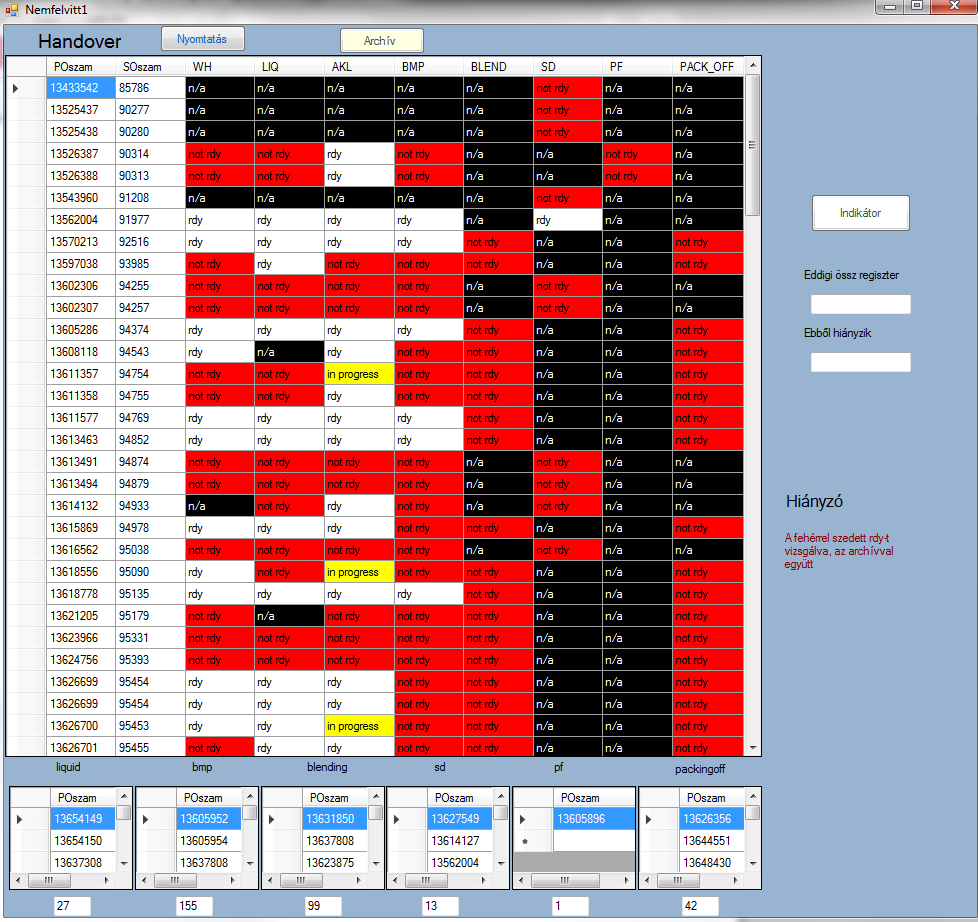 Nemfelvitt1
Handover Nyomtatás Archív
POszam SOszam WH LIQ AKL BMP BLEND SD PF PACK_OFF
13433542 85786 n/a n/a n/a n/a n/a not rdy n/a n/a
13525437 90277 n/a n/a n/a n/a n/a not rdy n/a n/a
13525438 90280 n/a n/a n/a n/a n/a not rdy n/a n/a
13526387 90314 not rdy not rdy rdy not rdy n/a n/a not rdy n/a
13526388 90313 not rdy not rdy rdy not rdy n/a n/a not rdy n/a
13543960 91208 n/a n/a n/a n/a n/a not rdy n/a n/a
13562004 91977 rdy rdy rdy rdy n/a rdy n/a n/a
13570213 92516 rdy rdy rdy rdy not rdy n/a n/a not rdy
13597038 93985 not rdy rdy not rdy not rdy not rdy n/a n/a not rdy
13602306 94255 not rdy not rdy not rdy not rdy n/a not rdy n/a n/a
13602307 94257 not rdy not rdy not rdy not rdy n/a not rdy n/a n/a
13605286 94374 rdy rdy rdy rdy not rdy n/a n/a not rdy
13608118 94543 rdy n/a rdy not rdy not rdy n/a n/a not rdy
13611357 94754 not rdy not rdy in progress not rdy not rdy n/a n/a not rdy
13611358 94755 not rdy not rdy rdy not rdy not rdy n/a n/a not rdy
13611577 94769 rdy rdy rdy rdy not rdy n/a n/a not rdy
13613463 94852 rdy rdy rdy rdy not rdy n/a n/a not rdy
13613491 94874 not rdy not rdy not rdy not rdy n/a not rdy n/a n/a
13613494 94879 not rdy not rdy not rdy not rdy n/a not rdy n/a n/a
13614132 94933 n/a not rdy rdy not rdy n/a not rdy n/a n/a
13615869 94978 rdy rdy rdy not rdy not rdy n/a n/a not rdy
13616562 95038 not rdy not rdy not rdy not rdy n/a not rdy n/a n/a
13618556 95090 rdy not rdy in progress not rdy not rdy n/a n/a not rdy
13618778 95135 rdy rdy rdy rdy not rdy n/a n/a not rdy
13621205 95179 not rdy n/a not rdy not rdy not rdy n/a n/a not rdy
13623966 95331 not rdy not rdy not rdy not rdy not rdy n/a n/a not rdy
13624756 95393 not rdy not rdy not rdy not rdy not rdy n/a n/a not rdy
13626699 95454 rdy rdy rdy not rdy not rdy n/a n/a not rdy
13626699 95454 rdy rdy rdy not rdy not rdy n/a n/a not rdy
13626700 95453 rdy rdy in progress not rdy not rdy n/a n/a not rdy
13626701 95455 not rdy rdy rdy not rdy not rdy n/a n/a not rdy
Indikátor
Eddigi össz regiszter
Ebből hiányzik
Hiányzó
A fehérrel szedett rdy-t
vizsgálva, az archívval
együtt
liquid bmp blending sd pf packingoff
POszam POszam POszam POszam POszam POszam
13654149 13605952 13631850 13627549 13605896 13626356
13654150 13605954 13637808 13614127 13644551
13637308 13637808 13623875 13562004 13648430
27 155 99 13 1 42